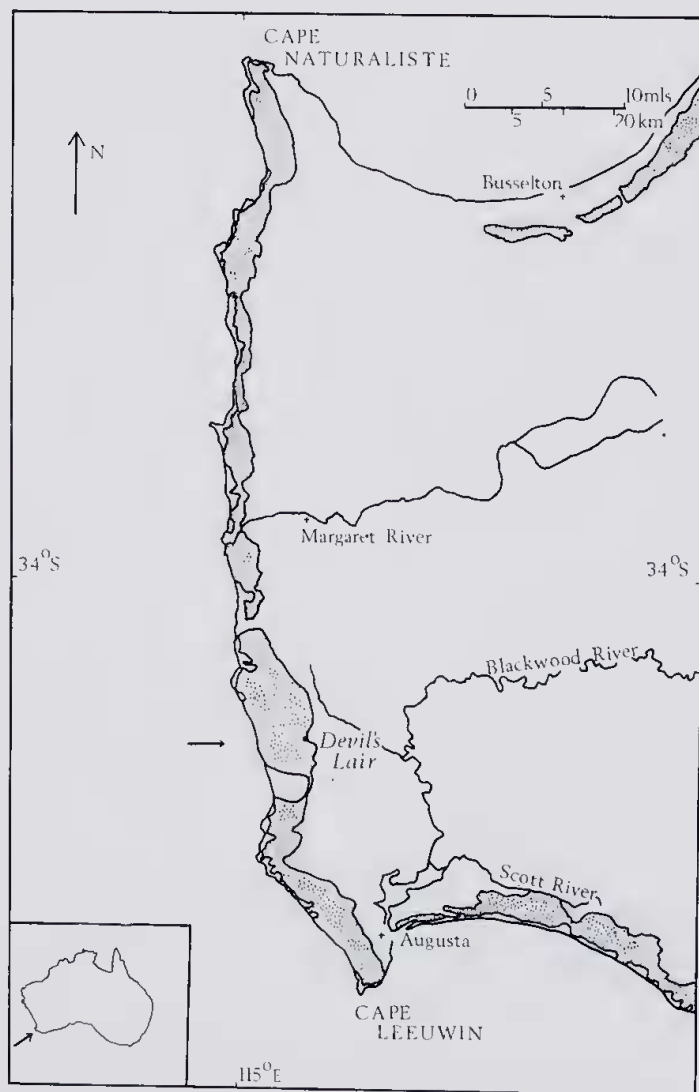 CAPE
NATURALISTE
0 5 10mls
5 20km
N
Busselton
Margaret River
34°S
34°S
Blackwood River
Devil's
Lair
Scott River
Augusta
CAPE
LEEUWIN
115°E